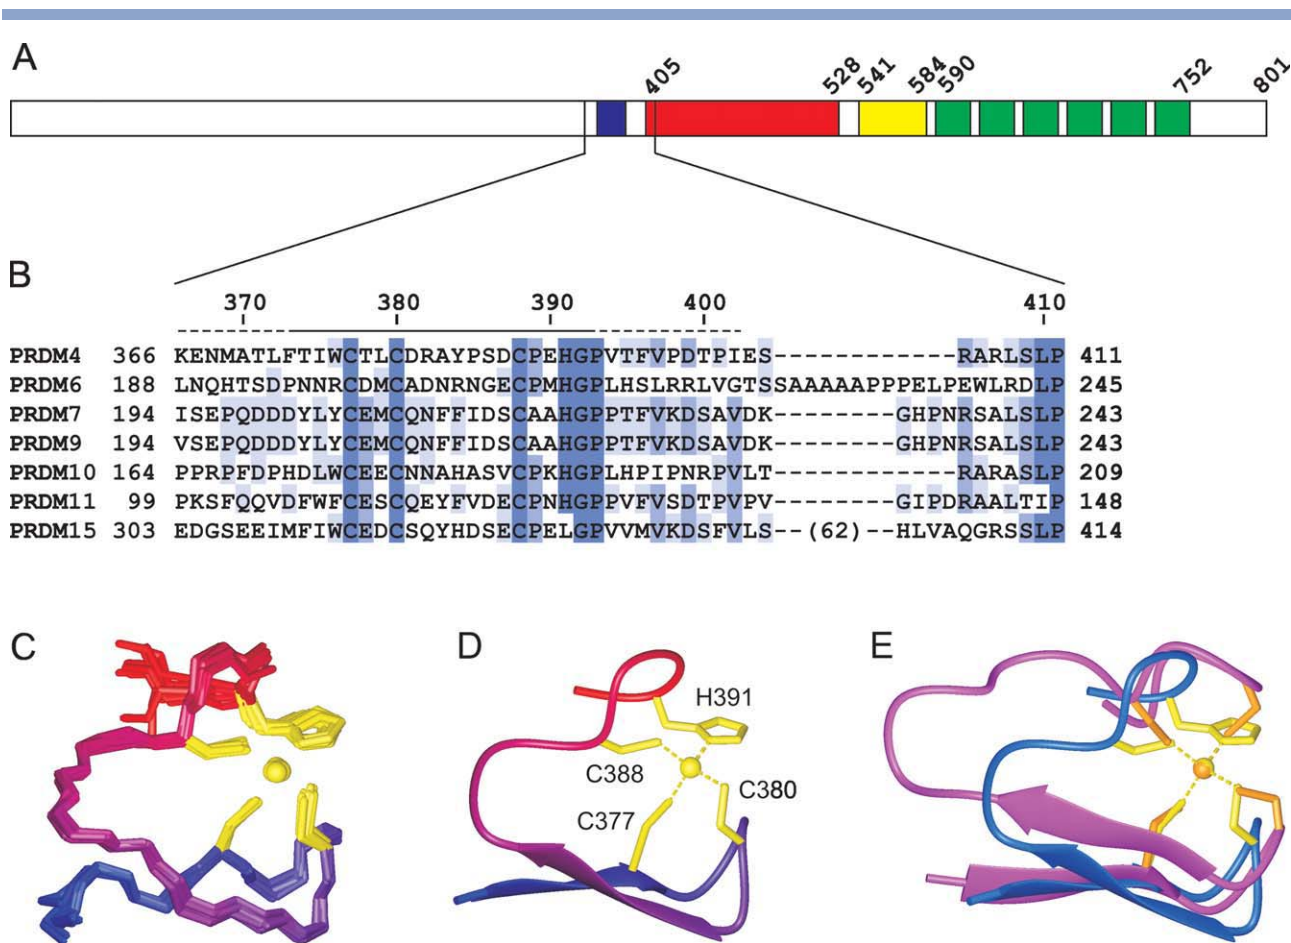 A
405 528 541 584 590 752 801
B
370 380 390 400 410
PRDM4 366 KENMATLFTIWCTLCDRAYPSDCPEHGPVTFVPDTPIES------------RARLSLP 411
PRDM6 188 LNQHTSDPNNRCDMCADNRNGECPMHGPLHSLRRLVGTSSAAAAAPPPELPEWLRDLP 245
PRDM7 194 ISEPQDDDYLYCEMCQNFFIDSCAAHGPPTFVKDSAVDK--------GHPNRSALSLP 243
PRDM9 194 VSEPQDDDYLYCEMCQNFFIDSCAAHGPPTFVKDSAVDK--------GHPNRSALSLP 243
PRDM10 164 PPRPFDPHDLWCEECNNAHASVCPKHGPLHPIPNRPVLT------------RARASLP 209
PRDM11 99 PKSFQQVDFWFCESCQEYFVDECPNHGPPVFVSDTPVPV--------GIPDRAALTIP 148
PRDM15 303 EDGSEEIMFIWCEDCSQYHDSECPELGPVVMVKDSFVLS--(62)--HLVAQGRSSLP 414
C D E
H391
C388
C380
C377